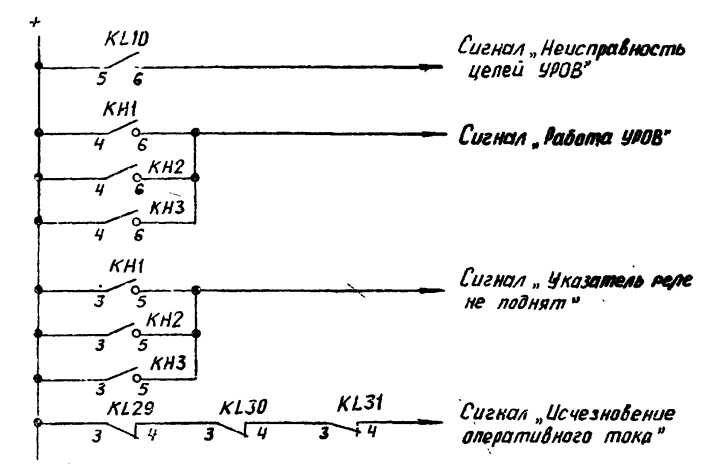 +
KL10
5 6
Сигнал „Неисправность
цепей УРОВ"
KH1
4 6
Сигнал „Работа УРОВ"
KH2
4 6
KH3
4 6
KH1
3 5
Сигнал „Указатель реле
не поднят"
KH2
3 5
KH3
3 5
KL29 KL30 KL31
3 4 3 4 3 4
Сигнал „Исчезновение
оперативного тока"